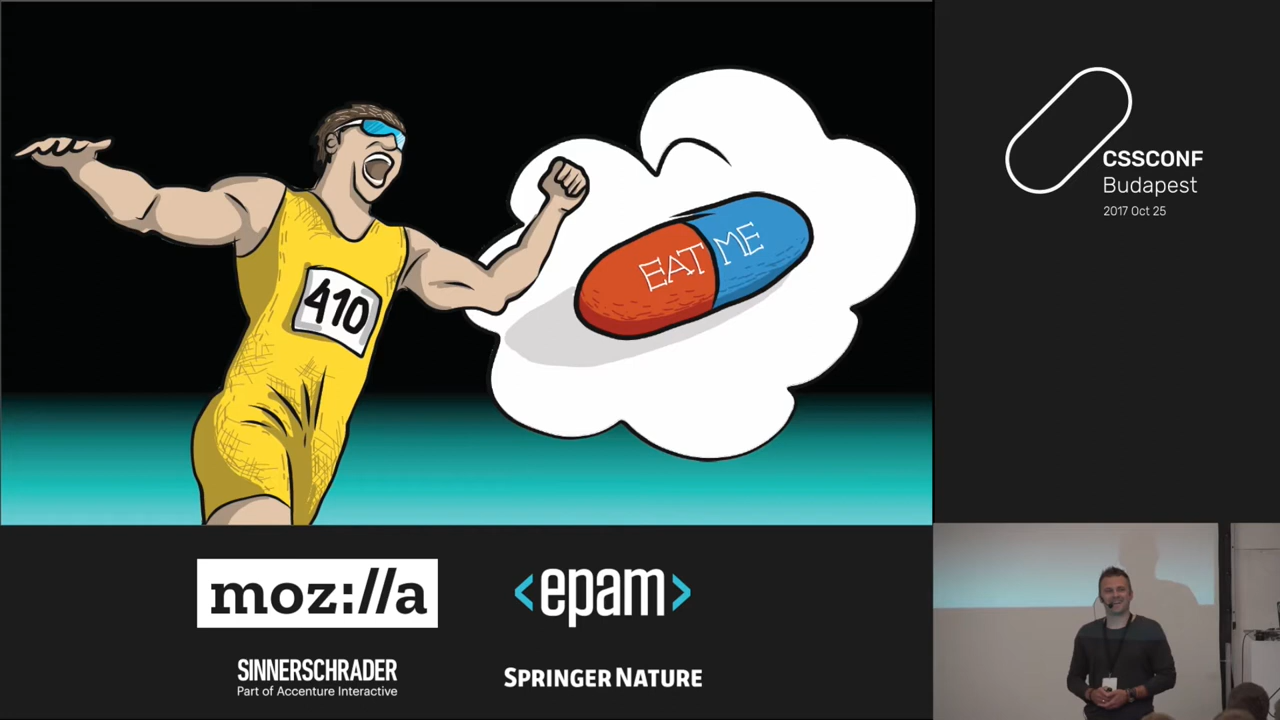 410
EAT ME
CSSCONF
Budapest
2017 Oct 25
moz://a
<epam>
SINNERSCHRADER
Part of Accenture Interactive
SPRINGER NATURE